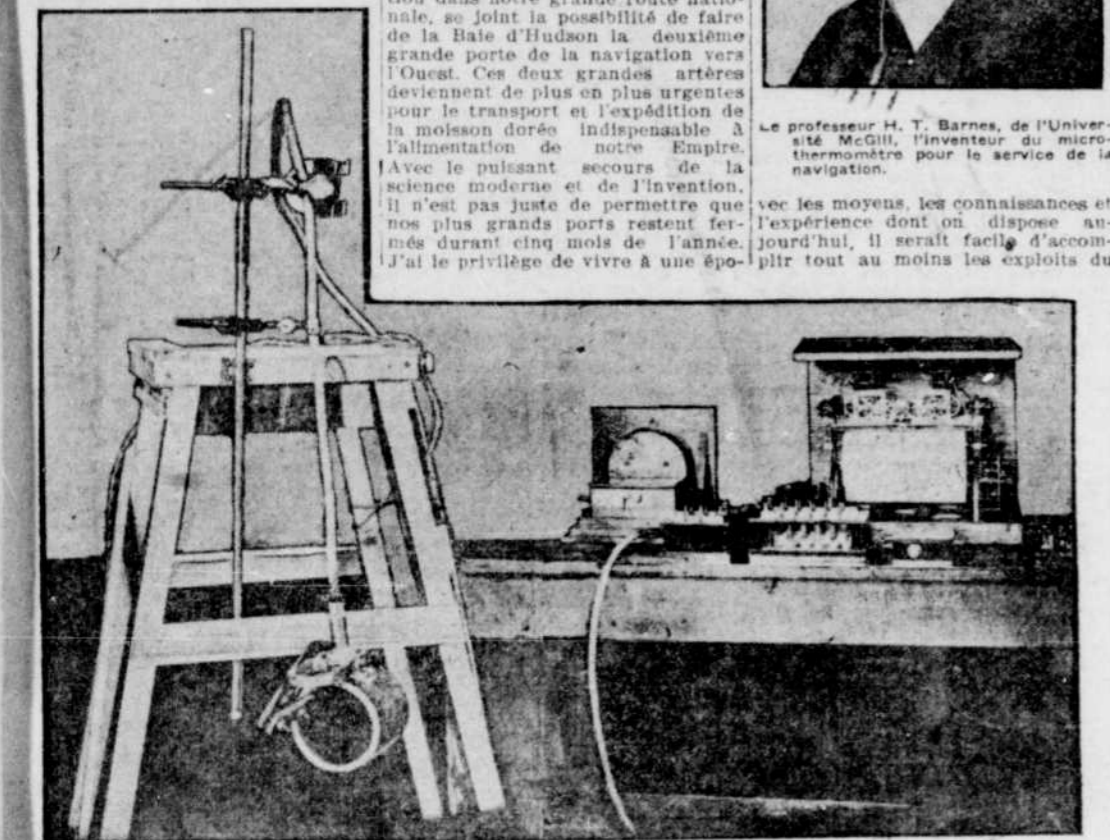 dans notre grande route natio-
nale, se joint la possibilité de faire
de la Baie d'Hudson la deuxième
grande porte de la navigation vers
l'Ouest. Ces deux grandes artères
deviennent de plus en plus urgentes
pour le transport et l'expédition de
la moisson dorée indispensable à
l'alimentation de notre Empire.
Avec le puissant secours de la
science moderne et de l'invention,
il n'est pas juste de permettre que
nos plus grands ports restent fer-
més durant cinq mois de l'année.
J'ai le privilège de vivre à une épo-
Le professeur H. T. Barnes, de l'Univer-
sité McGill, l'inventeur du micro-
thermomètre pour le service de la
navigation.
vec les moyens, les connaissances et
l'expérience dont on dispose au-
jourd'hui, il serait facile d'accom-
plir tout au moins les exploits du